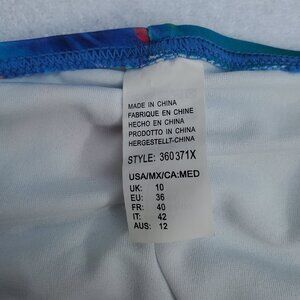 MADE IN CHINA
FABRIQUE EN CHINE
HECHO EN CHINA
PRODOTTO IN CHINA
HERGESTELLT-CHINA
STYLE: 360371X
USA/MX/CA:MED
UK: 10
EU: 36
FR: 40
IT: 42
AUS: 12